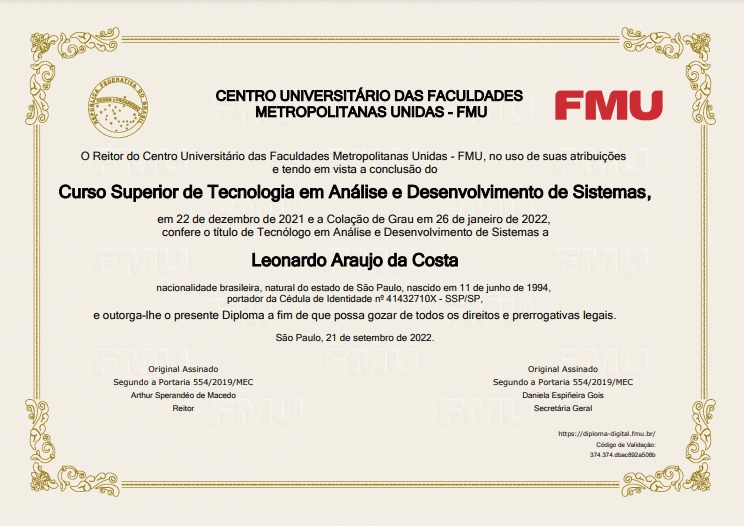 CENTRO UNIVERSITÁRIO DAS FACULDADES
METROPOLITANAS UNIDAS - FMU
FMU
O Reitor do Centro Universitário das Faculdades Metropolitanas Unidas - FMU, no uso de suas atribuições
e tendo em vista a conclusão do
Curso Superior de Tecnologia em Análise e Desenvolvimento de Sistemas,
em 22 de dezembro de 2021 e a Colação de Grau em 26 de janeiro de 2022,
confere o título de Tecnólogo em Análise e Desenvolvimento de Sistemas a
Leonardo Araujo da Costa
nacionalidade brasileira, natural do estado de São Paulo, nascido em 11 de junho de 1994,
portador da Cédula de Identidade nº 41432710X - SSP/SP,
e outorga-lhe o presente Diploma a fim de que possa gozar de todos os direitos e prerrogativas legais.
São Paulo, 21 de setembro de 2022.
Original Assinado
Segundo a Portaria 554/2019/MEC
Arthur Sperandéo de Macedo
Reitor
Original Assinado
Segundo a Portaria 554/2019/MEC
Daniela Espiñeira Gois
Secretária Geral
https://diploma-digital.fmu.br/
Código de Validação:
374.374.dbac892a508b